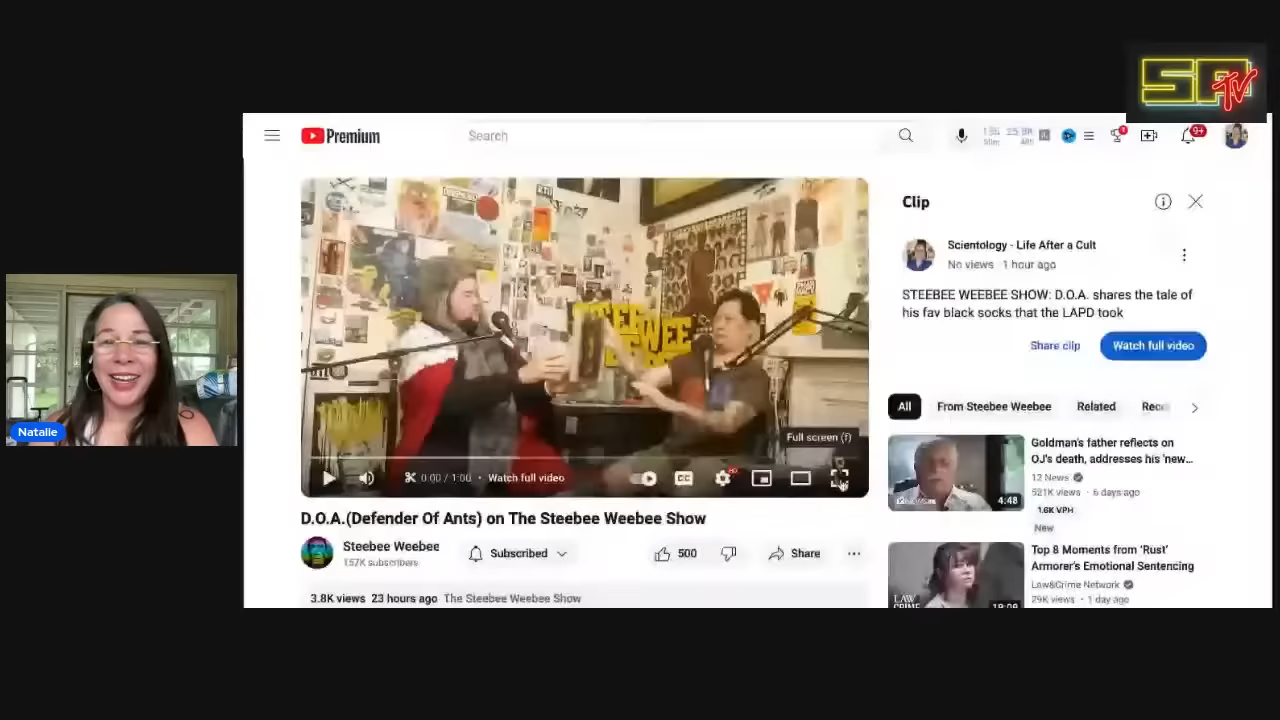 SPTV
Premium
Search
9+
Clip
Scientology - Life After a Cult
No views · 1 hour ago
STEEBEE WEEBEE SHOW: D.O.A. shares the tale of
his fav black socks that the LAPD took
Share clip
Watch full video
All
From Steebee Weebee
Related
Full screen (f)
0:00 / 1:00 • Watch full video
CC
HD
D.O.A.(Defender Of Ants) on The Steebee Weebee Show
Steebee Weebee
157K subscribers
Subscribed
500
Share
3.8K views 23 hours ago The Steebee Weebee Show
Goldman's father reflects on
OJ's death, addresses his 'new...
12 News
521K views · 6 days ago
1.6K VPH
New
4:48
Top 8 Moments from 'Rust'
Armorer's Emotional Sentencing
Law&Crime Network
29K views · 1 day ago
LAW
Natalie